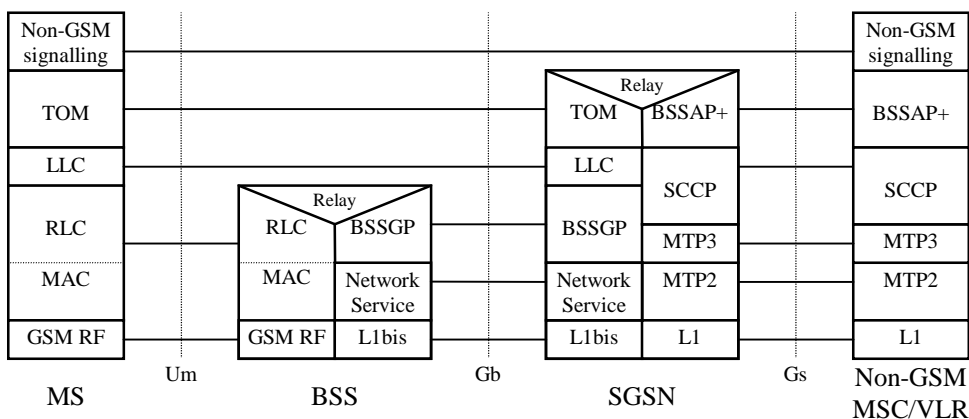 Non-GSM
signalling
Non-GSM
signalling
Relay
TOM
TOM
BSSAP+
BSSAP+
LLC
LLC
SCCP
SCCP
Relay
RLC
RLC
BSSGP
BSSGP
MTP3
MTP3
MAC
MAC
Network
Service
Network
Service
MTP2
MTP2
GSM RF
GSM RF
L1bis
L1bis
L1
L1
Um
Gb
Gs
MS
BSS
SGSN
Non-GSM
MSC/VLR